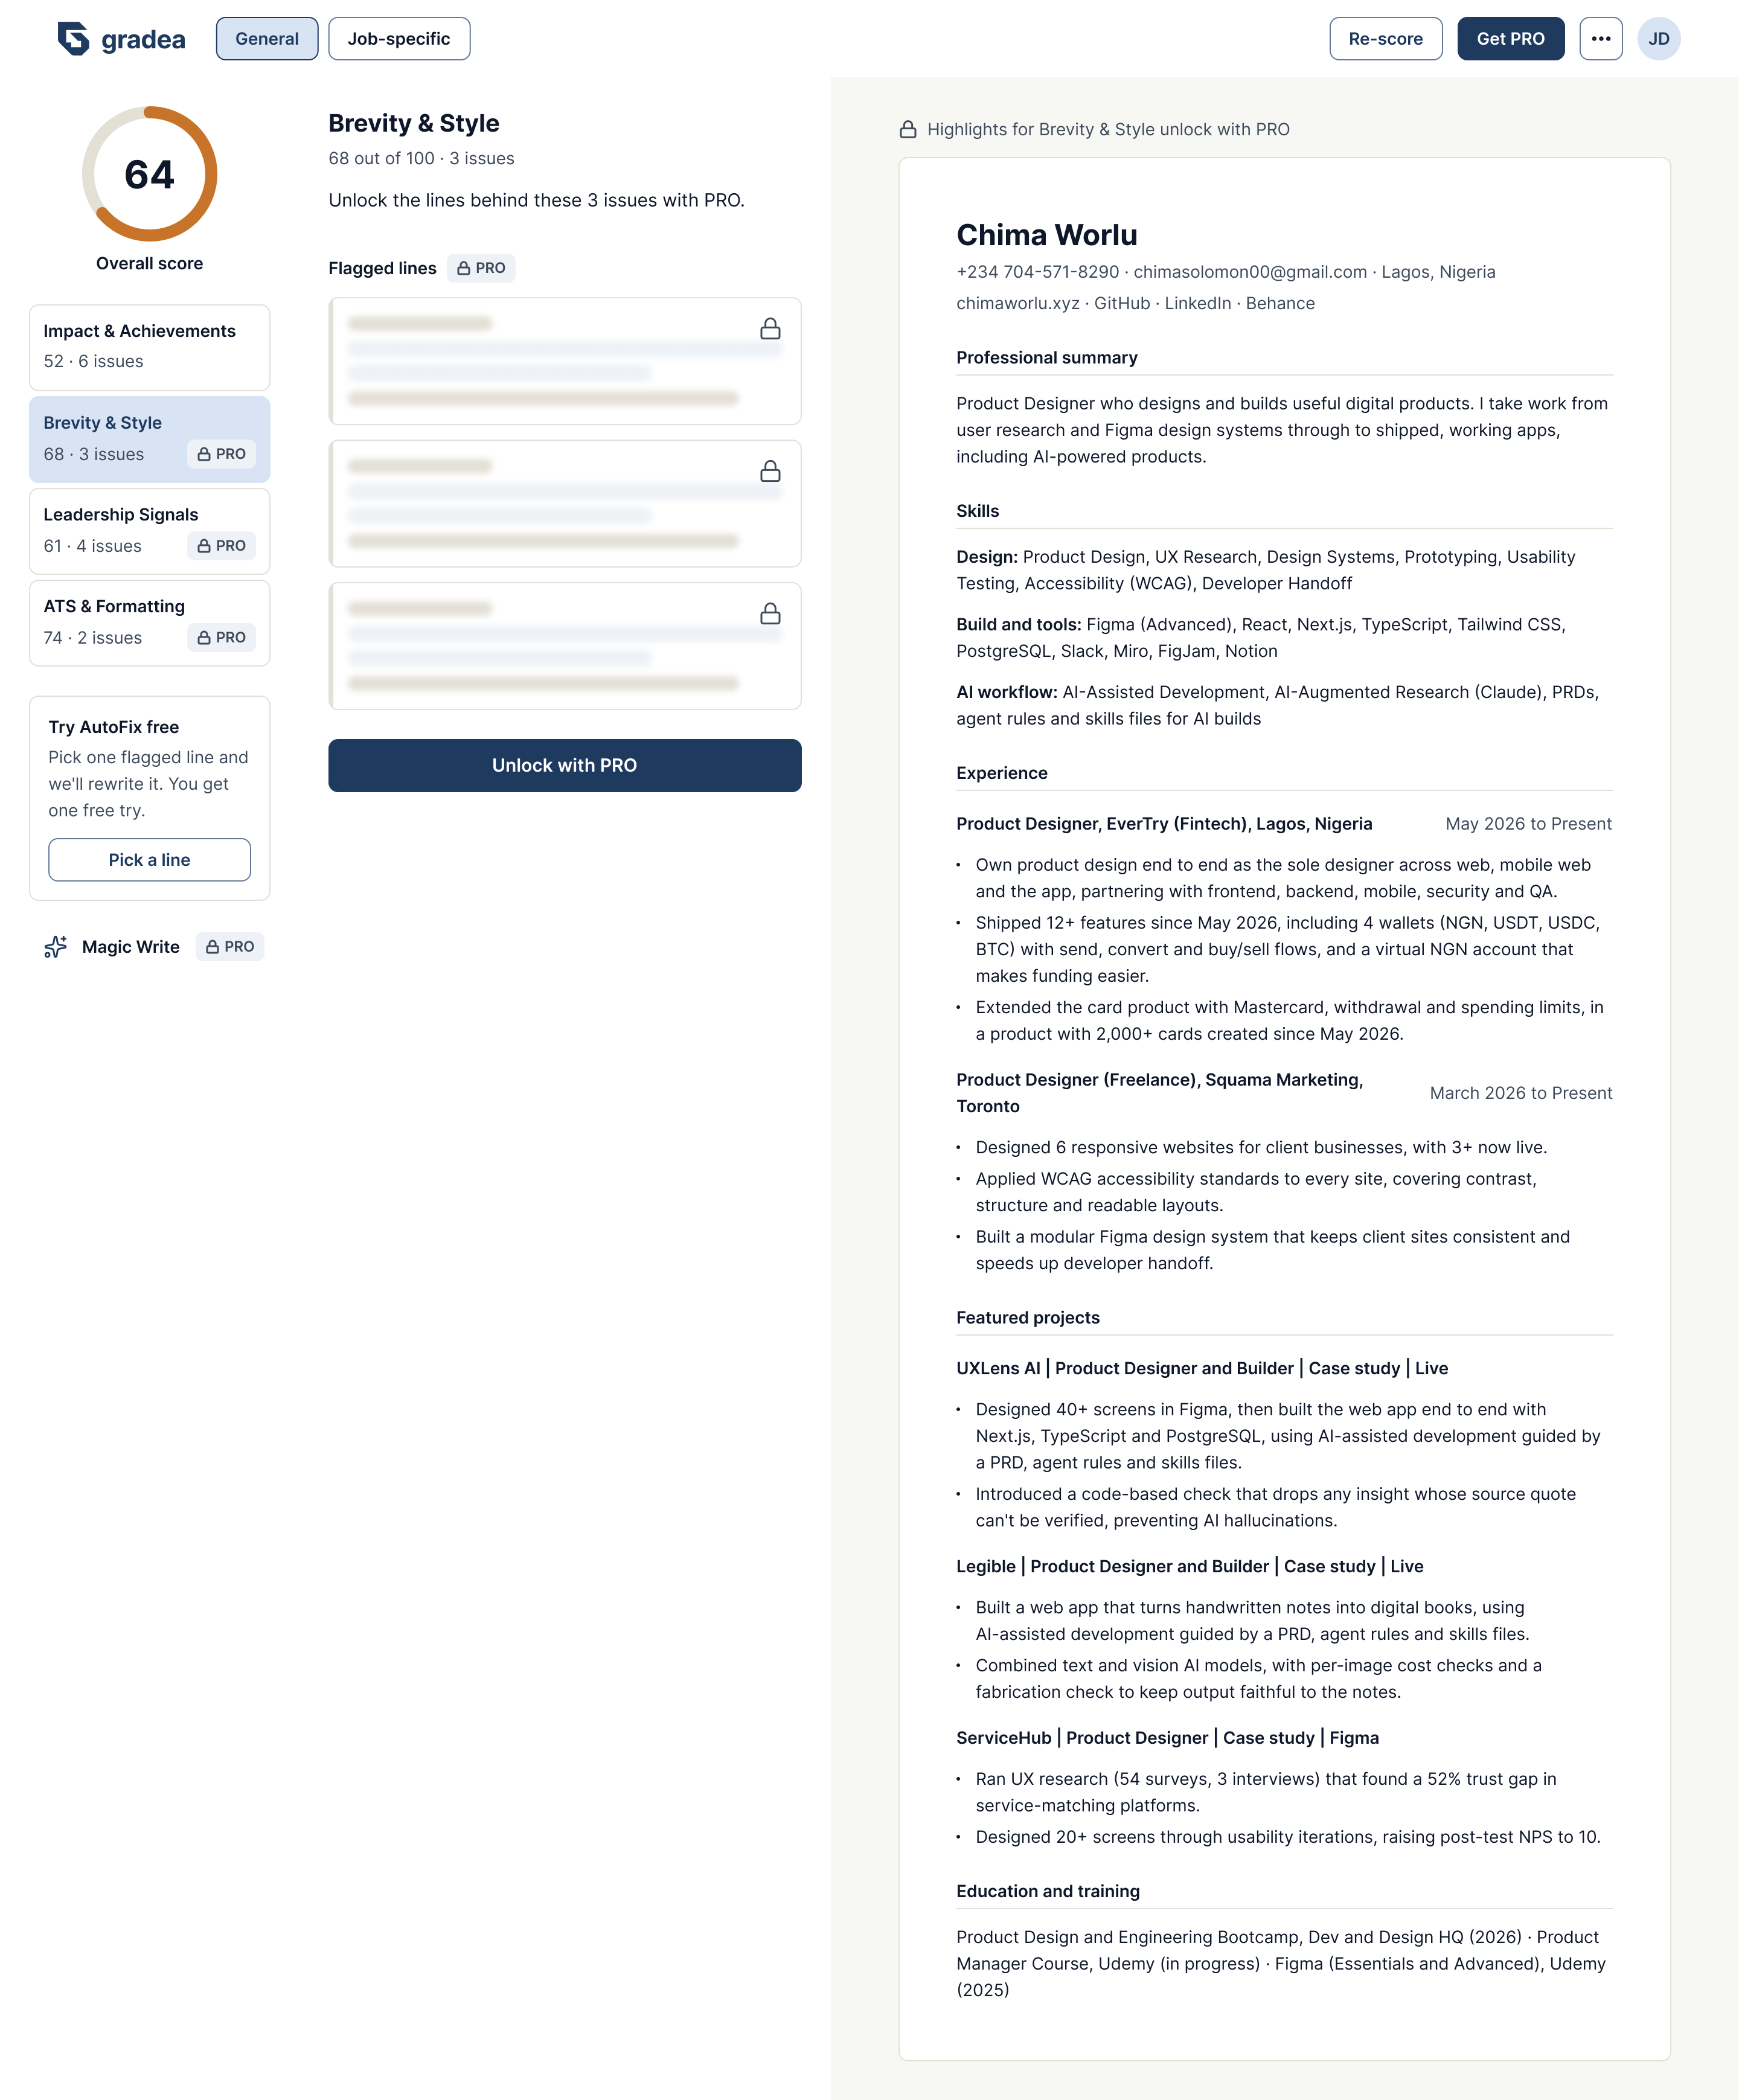 gradea
General
Job-specific
Re-score
Get PRO
JD
64
Overall score
Impact & Achievements
52 · 6 issues
Brevity & Style
68 · 3 issues
PRO
Leadership Signals
61 · 4 issues
PRO
ATS & Formatting
74 · 2 issues
PRO
Try AutoFix free
Pick one flagged line and
we'll rewrite it. You get
one free try.
Pick a line
Magic Write
PRO
Brevity & Style
68 out of 100 · 3 issues
Unlock the lines behind these 3 issues with PRO.
Flagged lines
PRO
Unlock with PRO
Highlights for Brevity & Style unlock with PRO
Chima Worlu
+234 704-571-8290 · chimasolomon00@gmail.com · Lagos, Nigeria
chimaworlu.xyz · GitHub · LinkedIn · Behance
Professional summary
Product Designer who designs and builds useful digital products. I take work from
user research and Figma design systems through to shipped, working apps,
including AI-powered products.
Skills
Design: Product Design, UX Research, Design Systems, Prototyping, Usability
Testing, Accessibility (WCAG), Developer Handoff
Build and tools: Figma (Advanced), React, Next.js, TypeScript, Tailwind CSS,
PostgreSQL, Slack, Miro, FigJam, Notion
AI workflow: AI-Assisted Development, AI-Augmented Research (Claude), PRDs,
agent rules and skills files for AI builds
Experience
Product Designer, EverTry (Fintech), Lagos, Nigeria
May 2026 to Present
• Own product design end to end as the sole designer across web, mobile web
and the app, partnering with frontend, backend, mobile, security and QA.
• Shipped 12+ features since May 2026, including 4 wallets (NGN, USDT, USDC,
BTC) with send, convert and buy/sell flows, and a virtual NGN account that
makes funding easier.
• Extended the card product with Mastercard, withdrawal and spending limits, in
a product with 2,000+ cards created since May 2026.
Product Designer (Freelance), Squama Marketing,
Toronto
March 2026 to Present
• Designed 6 responsive websites for client businesses, with 3+ now live.
• Applied WCAG accessibility standards to every site, covering contrast,
structure and readable layouts.
• Built a modular Figma design system that keeps client sites consistent and
speeds up developer handoff.
Featured projects
UXLens AI | Product Designer and Builder | Case study | Live
• Designed 40+ screens in Figma, then built the web app end to end with
Next.js, TypeScript and PostgreSQL, using AI-assisted development guided by
a PRD, agent rules and skills files.
• Introduced a code-based check that drops any insight whose source quote
can't be verified, preventing AI hallucinations.
Legible | Product Designer and Builder | Case study | Live
• Built a web app that turns handwritten notes into digital books, using
AI-assisted development guided by a PRD, agent rules and skills files.
• Combined text and vision AI models, with per-image cost checks and a
fabrication check to keep output faithful to the notes.
ServiceHub | Product Designer | Case study | Figma
• Ran UX research (54 surveys, 3 interviews) that found a 52% trust gap in
service-matching platforms.
• Designed 20+ screens through usability iterations, raising post-test NPS to 10.
Education and training
Product Design and Engineering Bootcamp, Dev and Design HQ (2026) · Product
Manager Course, Udemy (in progress) · Figma (Essentials and Advanced), Udemy
(2025)